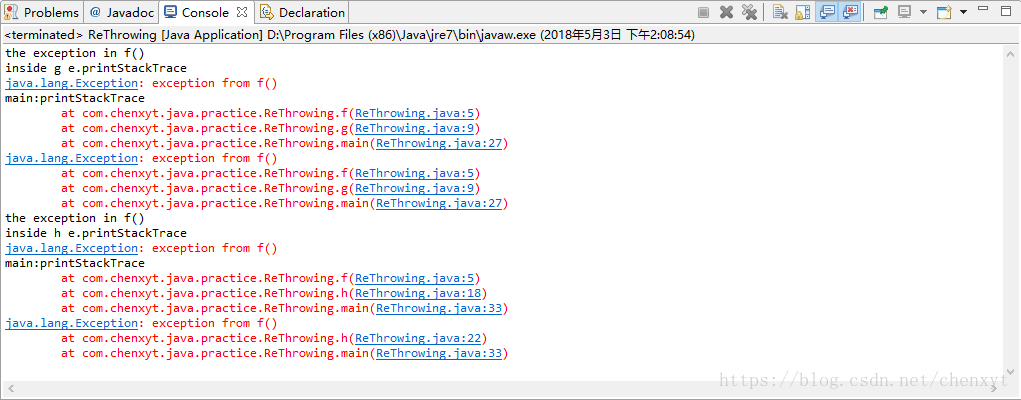 Problems @ Javadoc Console Declaration
<terminated> ReThrowing [Java Application] D:\Program Files (x86)\Java\jre7\bin\javaw.exe (2018年5月3日 下午2:08:54)
the exception in f()
inside g e.printStackTrace
java.lang.Exception: exception from f()
main:printStackTrace
at com.chenxyt.java.practice.ReThrowing.f(ReThrowing.java:5)
at com.chenxyt.java.practice.ReThrowing.g(ReThrowing.java:9)
at com.chenxyt.java.practice.ReThrowing.main(ReThrowing.java:27)
java.lang.Exception: exception from f()
at com.chenxyt.java.practice.ReThrowing.f(ReThrowing.java:5)
at com.chenxyt.java.practice.ReThrowing.g(ReThrowing.java:9)
at com.chenxyt.java.practice.ReThrowing.main(ReThrowing.java:27)
the exception in f()
inside h e.printStackTrace
java.lang.Exception: exception from f()
main:printStackTrace
at com.chenxyt.java.practice.ReThrowing.f(ReThrowing.java:5)
at com.chenxyt.java.practice.ReThrowing.h(ReThrowing.java:18)
at com.chenxyt.java.practice.ReThrowing.main(ReThrowing.java:33)
java.lang.Exception: exception from f()
at com.chenxyt.java.practice.ReThrowing.h(ReThrowing.java:22)
at com.chenxyt.java.practice.ReThrowing.main(ReThrowing.java:33)
https://blog.csdn.net/chenxyt